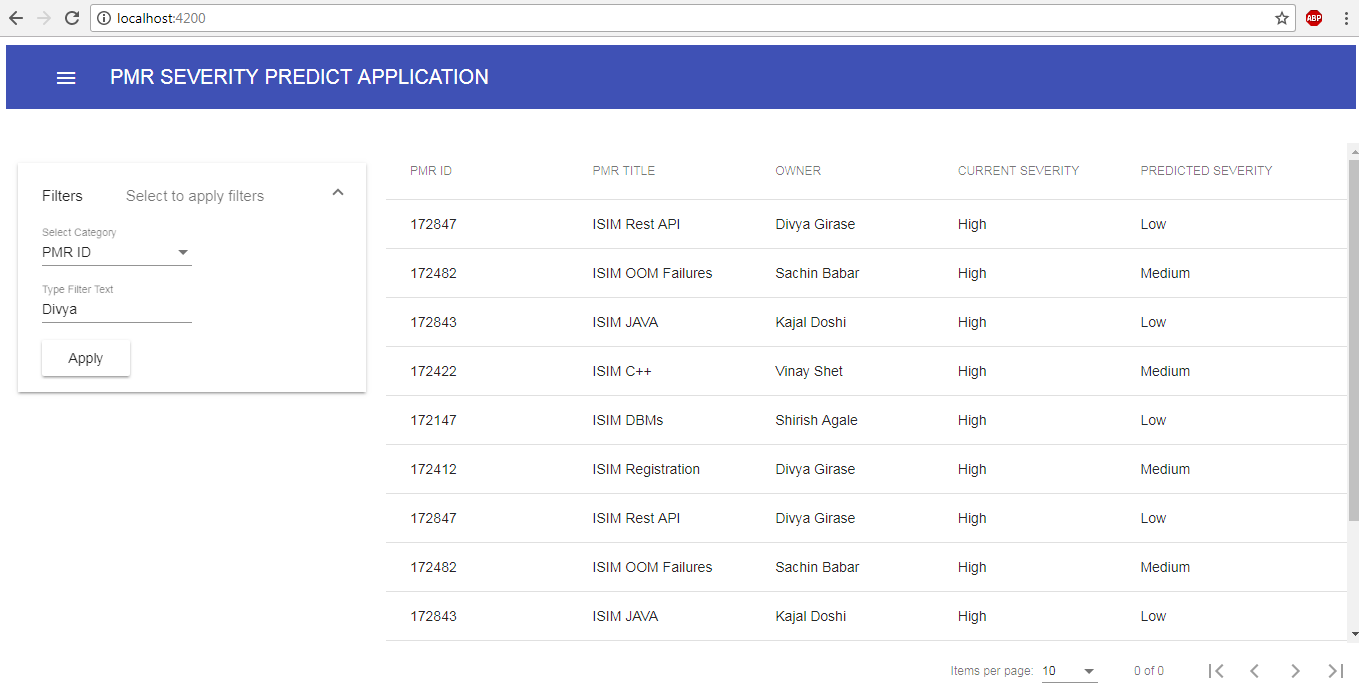 localhost:4200
ABP
PMR SEVERITY PREDICT APPLICATION
Filters Select to apply filters
Select Category
PMR ID
Type Filter Text
Divya
Apply
PMR ID PMR TITLE OWNER CURRENT SEVERITY PREDICTED SEVERITY
172847 ISIM Rest API Divya Girase High Low
172482 ISIM OOM Failures Sachin Babar High Medium
172843 ISIM JAVA Kajal Doshi High Low
172422 ISIM C++ Vinay Shet High Medium
172147 ISIM DBMs Shirish Agale High Low
172412 ISIM Registration Divya Girase High Medium
172847 ISIM Rest API Divya Girase High Low
172482 ISIM OOM Failures Sachin Babar High Medium
172843 ISIM JAVA Kajal Doshi High Low
Items per page: 10 0 of 0